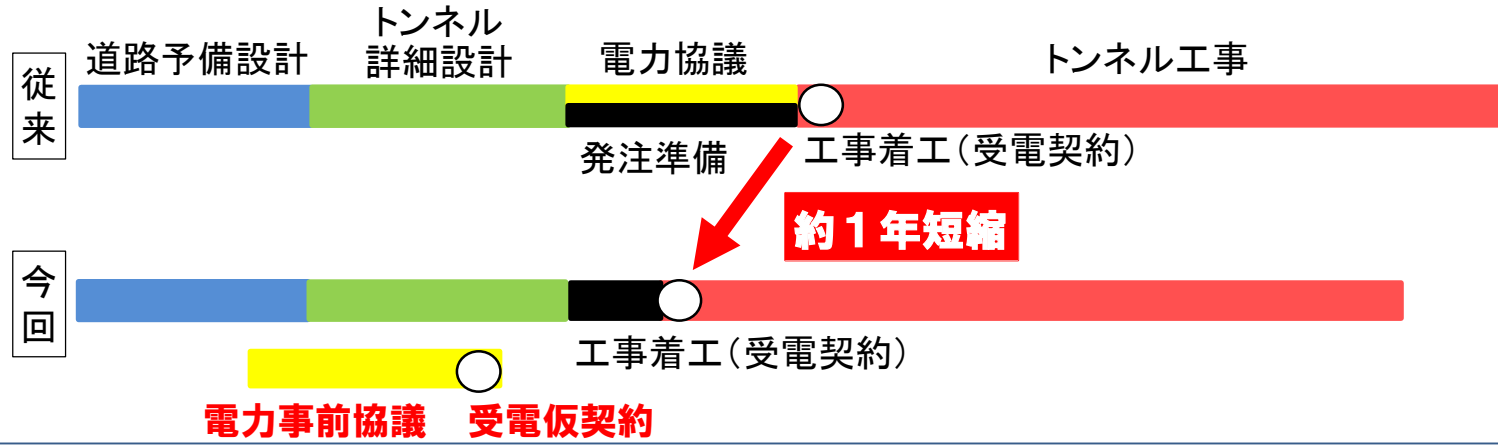 従来
道路予備設計
トンネル
詳細設計
電力協議
トンネル工事
発注準備
工事着工(受電契約)
約1年短縮
今回
工事着工(受電契約)
電力事前協議 受電仮契約